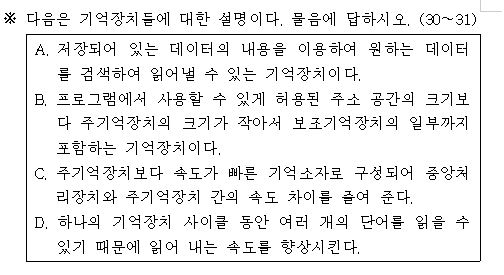 ※ 다음은 기억장치들에 대한 설명이다. 물음에 답하시오. (30~31)
A. 저장되어 있는 데이터의 내용을 이용하여 원하는 데이터
를 검색하여 읽어낼 수 있는 기억장치이다.
B. 프로그램에서 사용할 수 있게 허용된 주소 공간의 크기보
다 주기억장치의 크기가 작아서 보조기억장치의 일부까지
포함하는 기억장치이다.
C. 주기억장치보다 속도가 빠른 기억소자로 구성되어 중앙처
리장치와 주기억장치 간의 속도 차이를 줄여 준다.
D. 하나의 기억장치 사이클 동안 여러 개의 단어를 읽을 수
있기 때문에 읽어 내는 속도를 향상시킨다.